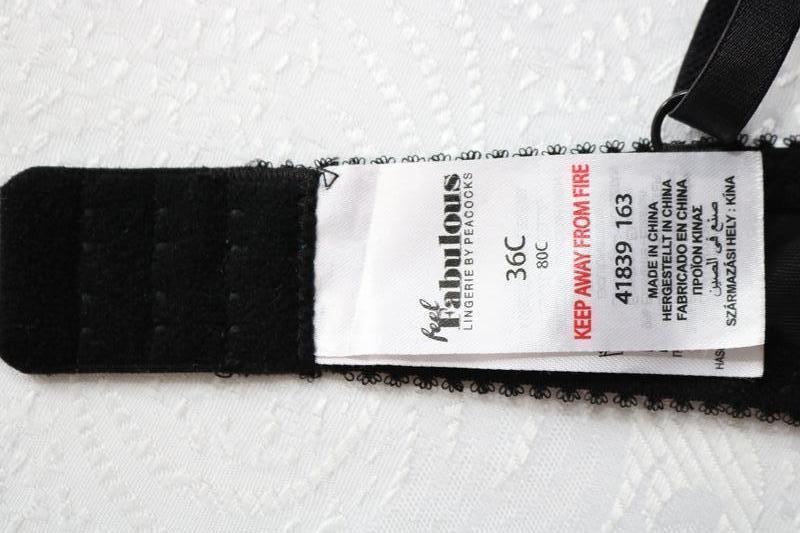 feel
Fabulous
LINGERIE BY PEACOCKS
36C
80C
KEEP AWAY FROM FIRE
41839 163
MADE IN CHINA
HERGESTELLT IN CHINA
FABRICADO EN CHINA
ΠΡΟΪΟΝ ΚΙΝΑΣ
صنع في الصين
SZÁRMAZÁSI HELY : KÍNA